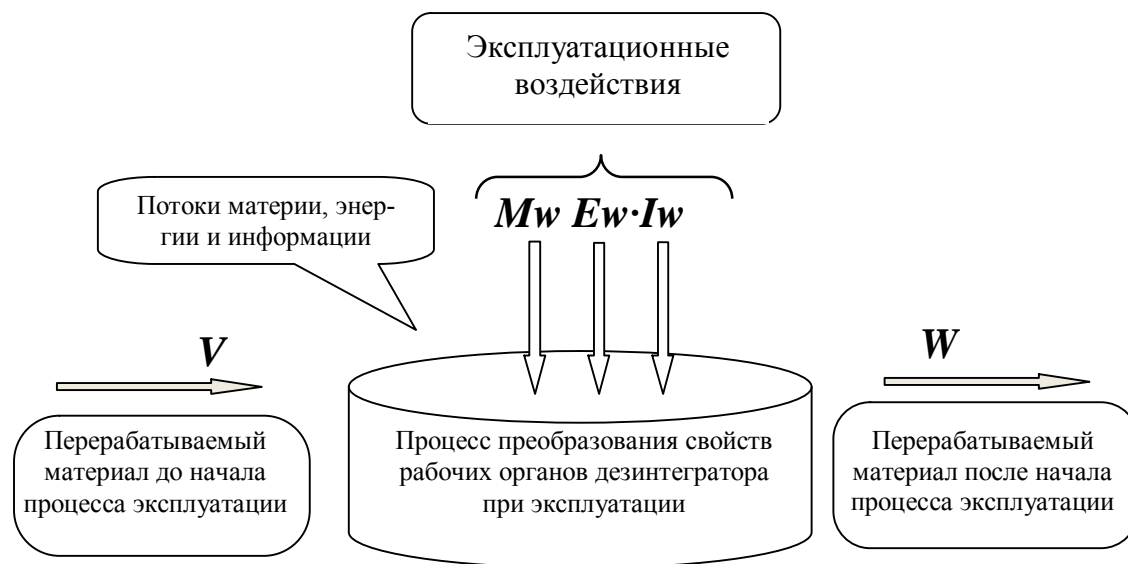 Эксплуатационные
воздействия
Потоки материи, энер-
гии и информации
Mw Ew·Iw
V
W
Перерабатываемый
материал до начала
процесса эксплуатации
Процесс преобразования свойств
рабочих органов дезинтегратора
при эксплуатации
Перерабатываемый
материал после начала
процесса эксплуатации